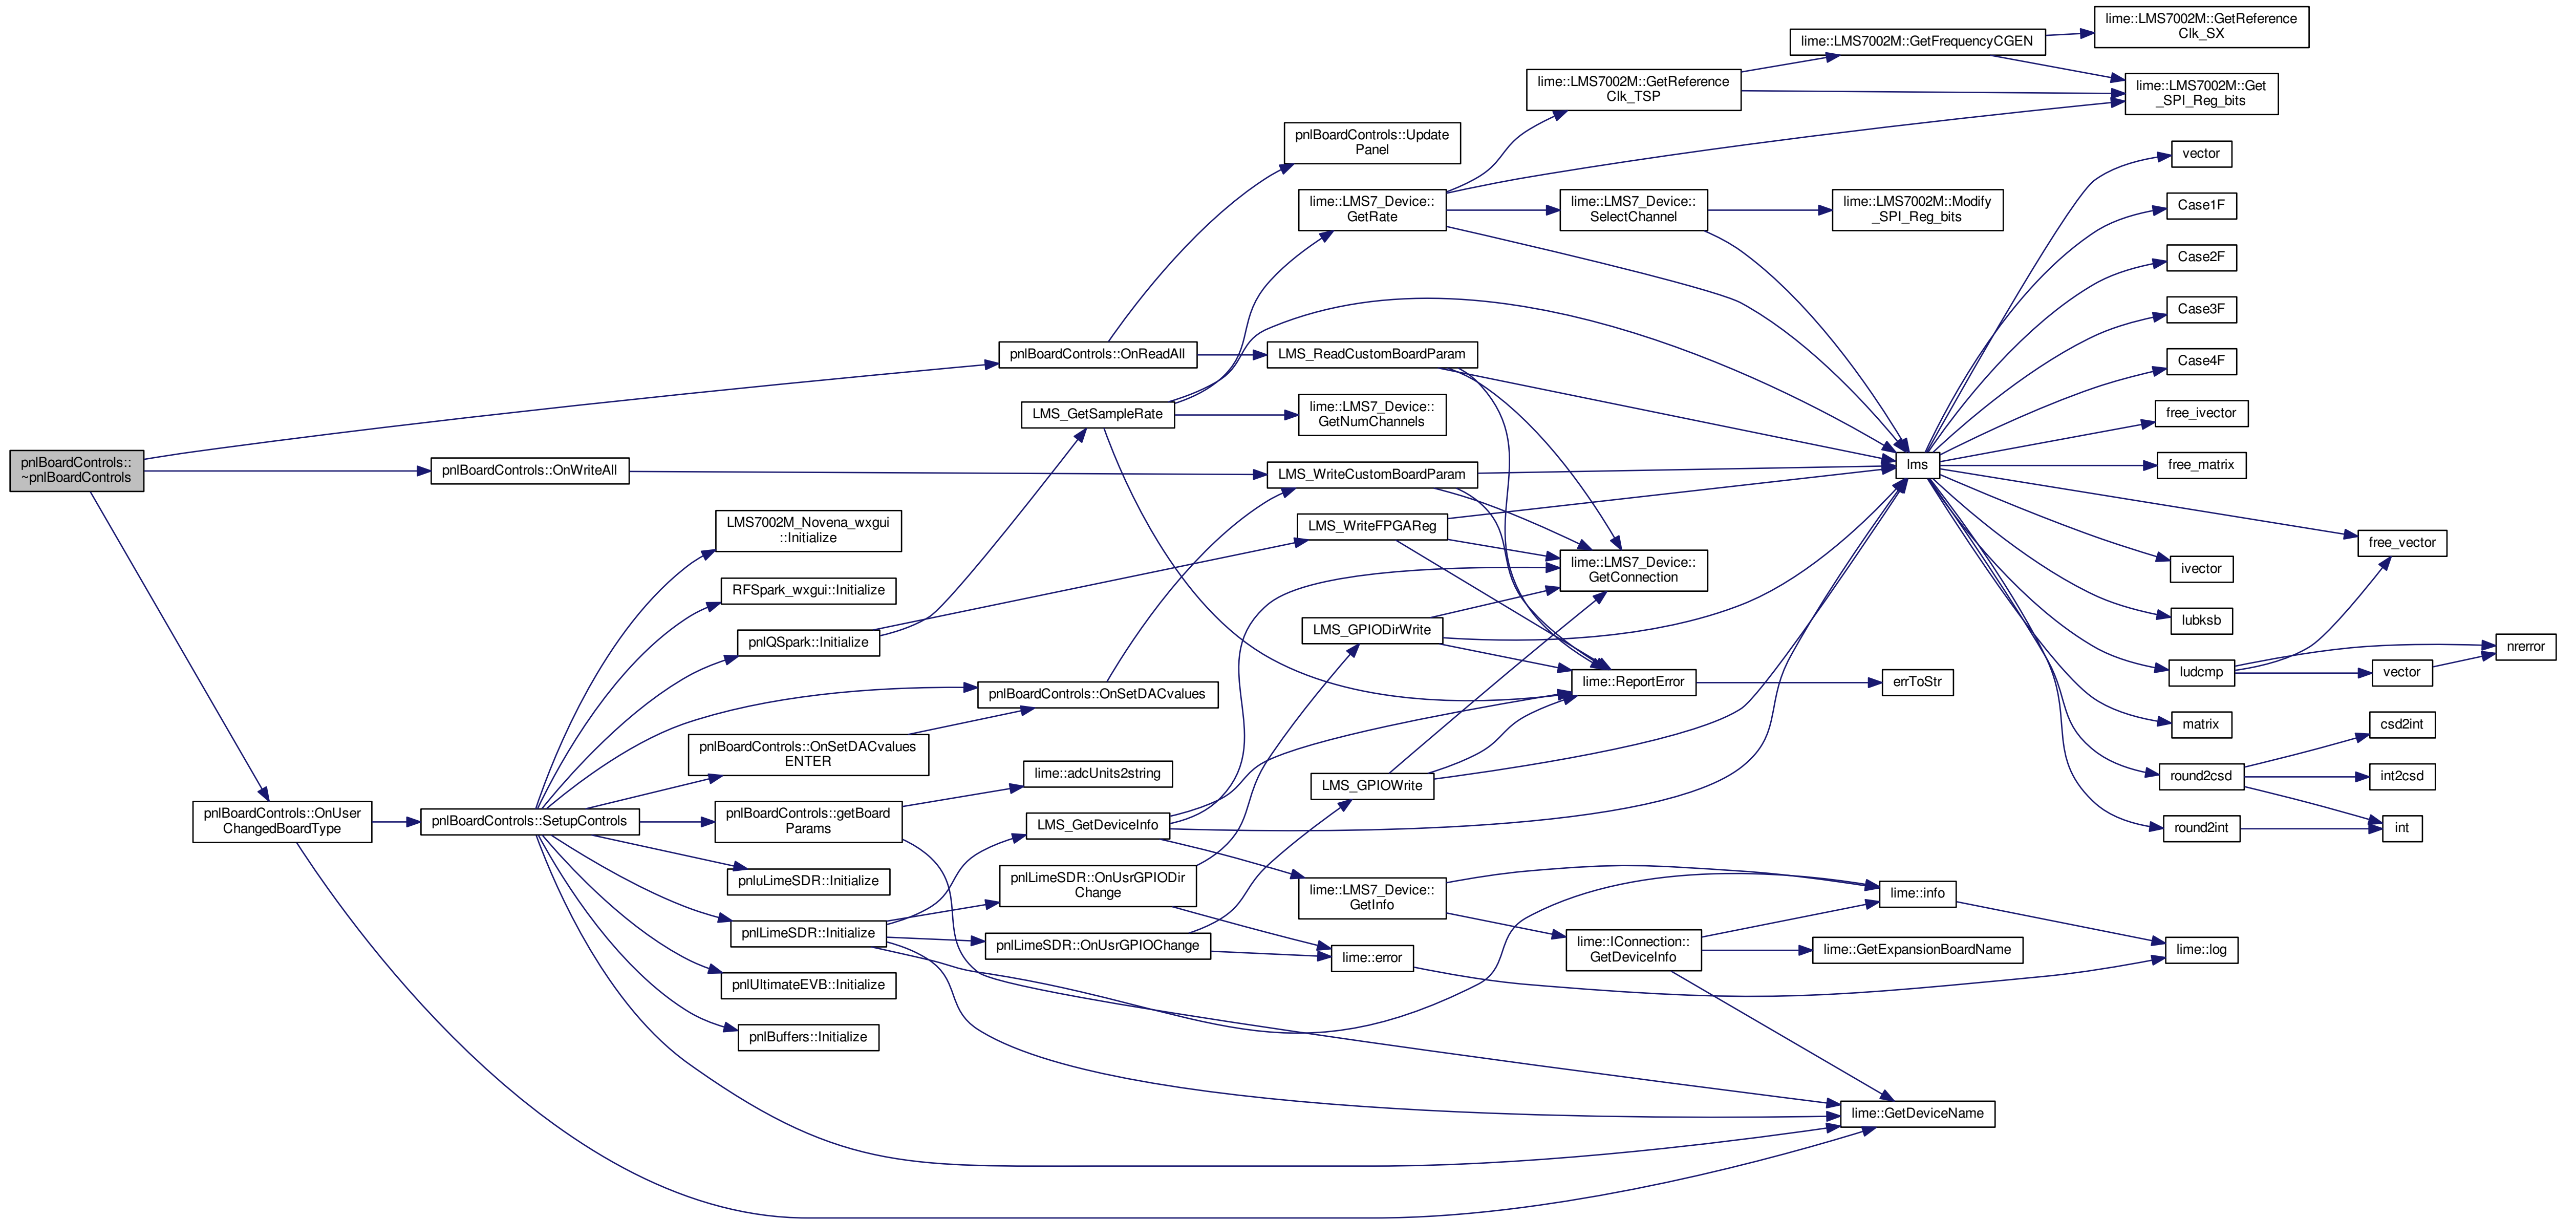 pnlBoardControls::
~pnlBoardControls
pnlBoardControls::OnReadAll
pnlBoardControls::OnWriteAll
pnlBoardControls::OnUser
ChangedBoardType
pnlBoardControls::SetupControls
LMS7002M_Novena_wxgui
::Initialize
RFSpark_wxgui::Initialize
pnlQSpark::Initialize
pnlBoardControls::OnSetDACvalues
pnlBoardControls::OnSetDACvalues
ENTER
pnlBoardControls::getBoard
Params
pnluLimeSDR::Initialize
pnlLimeSDR::Initialize
pnlUltimateEVB::Initialize
pnlBuffers::Initialize
LMS_GetSampleRate
lime::adcUnits2string
LMS_GetDeviceInfo
pnlLimeSDR::OnUsrGPIODir
Change
pnlLimeSDR::OnUsrGPIOChange
pnlBoardControls::Update
Panel
lime::LMS7_Device::
GetRate
LMS_ReadCustomBoardParam
lime::LMS7_Device::
GetNumChannels
LMS_WriteCustomBoardParam
LMS_WriteFPGAReg
LMS_GPIODirWrite
LMS_GPIOWrite
lime::LMS7_Device::
GetInfo
lime::error
lime::LMS7002M::GetReference
Clk_TSP
lime::LMS7_Device::
SelectChannel
lime::LMS7_Device::
GetConnection
lime::ReportError
lime::IConnection::
GetDeviceInfo
lime::LMS7002M::GetFrequencyCGEN
lime::LMS7002M::Modify
_SPI_Reg_bits
lms
errToStr
lime::info
lime::GetExpansionBoardName
lime::GetDeviceName
lime::LMS7002M::GetReference
Clk_SX
lime::LMS7002M::Get
_SPI_Reg_bits
vector
Case1F
Case2F
Case3F
Case4F
free_ivector
free_matrix
free_vector
ivector
lubksb
ludcmp
vector
nrerror
matrix
csd2int
round2csd
int2csd
round2int
int
lime::log